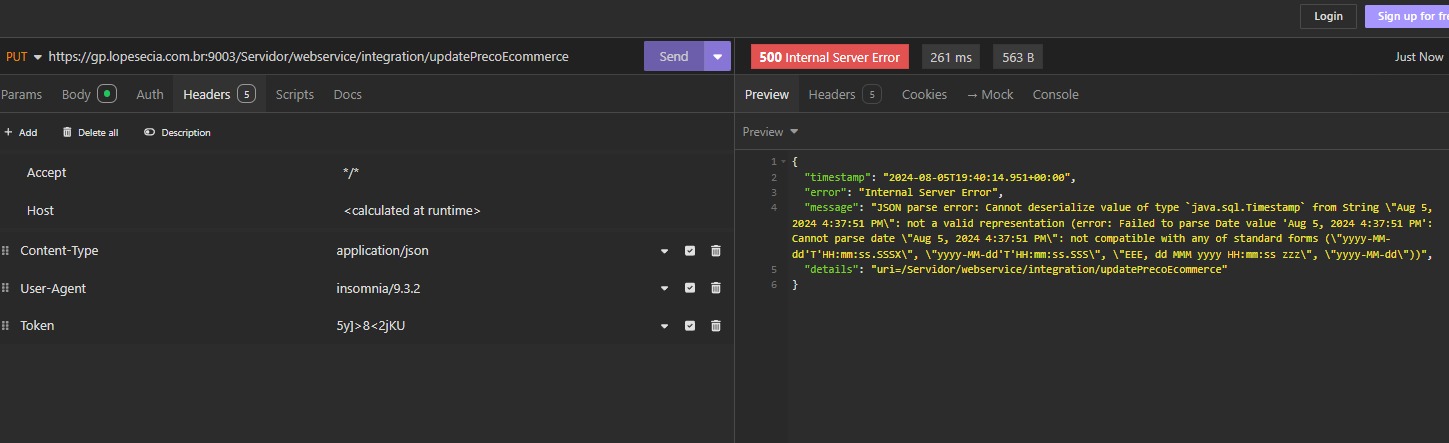 Login
Sign up for fre
PUT https://gp.lopesecia.com.br:9003/Servidor/webservice/integration/updatePrecoEcommerce Send
500 Internal Server Error 261 ms 563 B Just Now
Params Body Auth Headers 5 Scripts Docs
Preview Headers 5 Cookies → Mock Console
+ Add Delete all Description
Preview
Accept */*
Host <calculated at runtime>
Content-Type application/json
User-Agent insomnia/9.3.2
Token 5y]>8<2jKU
1 {
2 "timestamp": "2024-08-05T19:40:14.951+00:00",
3 "error": "Internal Server Error",
4 "message": "JSON parse error: Cannot deserialize value of type `java.sql.Timestamp` from String \"Aug 5,
2024 4:37:51 PM\": not a valid representation (error: Failed to parse Date value 'Aug 5, 2024 4:37:51 PM':
Cannot parse date \"Aug 5, 2024 4:37:51 PM\": not compatible with any of standard forms (\"yyyy-MM-
dd'T'HH:mm:ss.SSSX\", \"yyyy-MM-dd'T'HH:mm:ss.SSS\", \"EEE, dd MMM yyyy HH:mm:ss zzz\", \"yyyy-MM-dd\"))",
5 "details": "uri=/Servidor/webservice/integration/updatePrecoEcommerce"
6 }